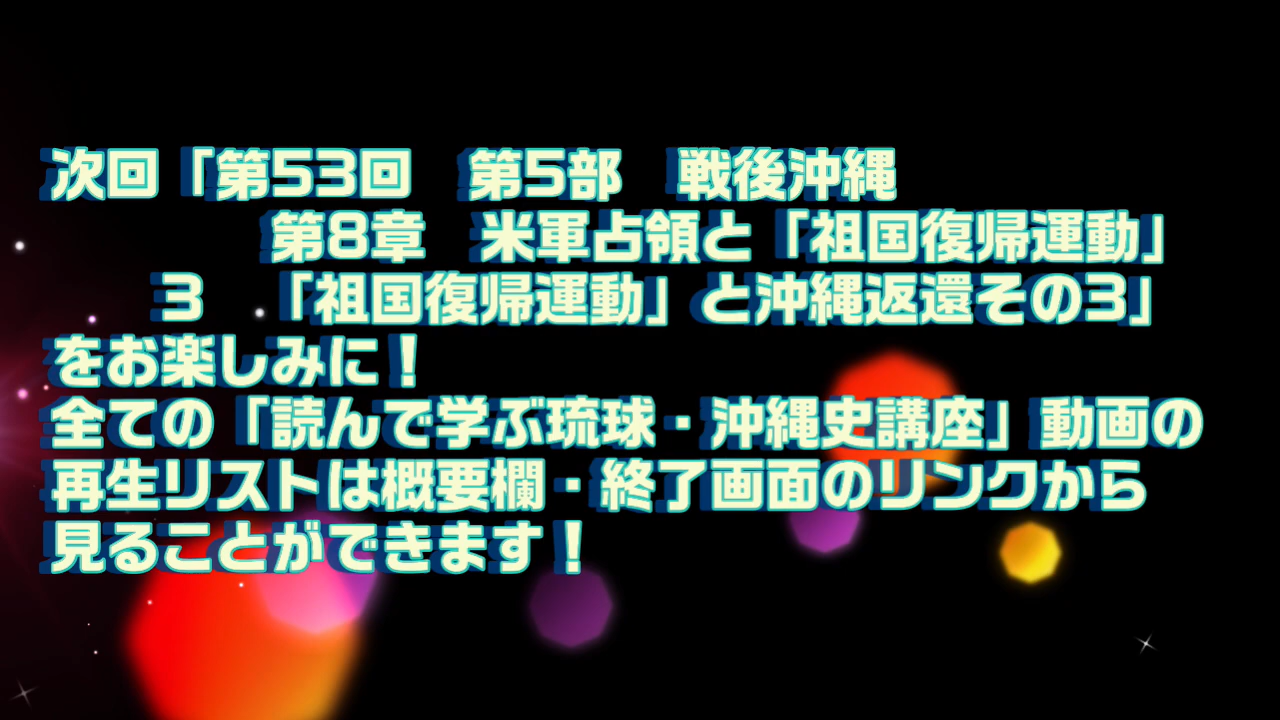 次回「第53回　第5部　戦後沖縄
第8章　米軍占領と「祖国復帰運動」
3　「祖国復帰運動」と沖縄返還その3」
をお楽しみに！
全ての「読んで学ぶ琉球・沖縄史講座」動画の
再生リストは概要欄・終了画面のリンクから
見ることができます！